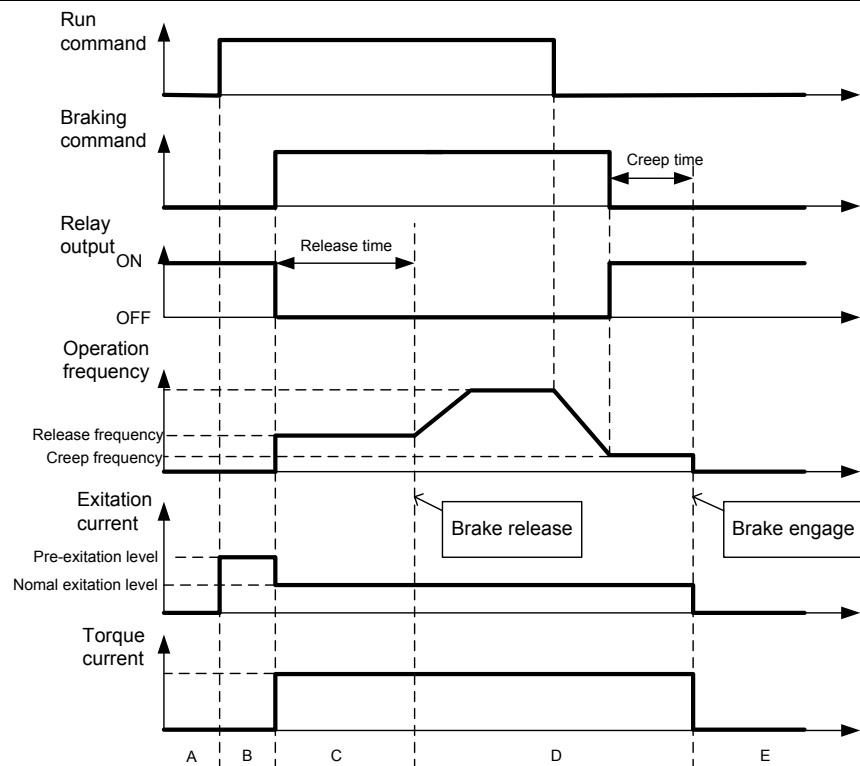 Run
command
Braking
command
Creep time
Relay
output
ON
Release time
OFF
Operation
frequency
Release frequency
Creep frequency
Exitation
current
Brake release
Brake engage
Pre-exitation level
Nomal exitation level
Torque
current
A B C D E